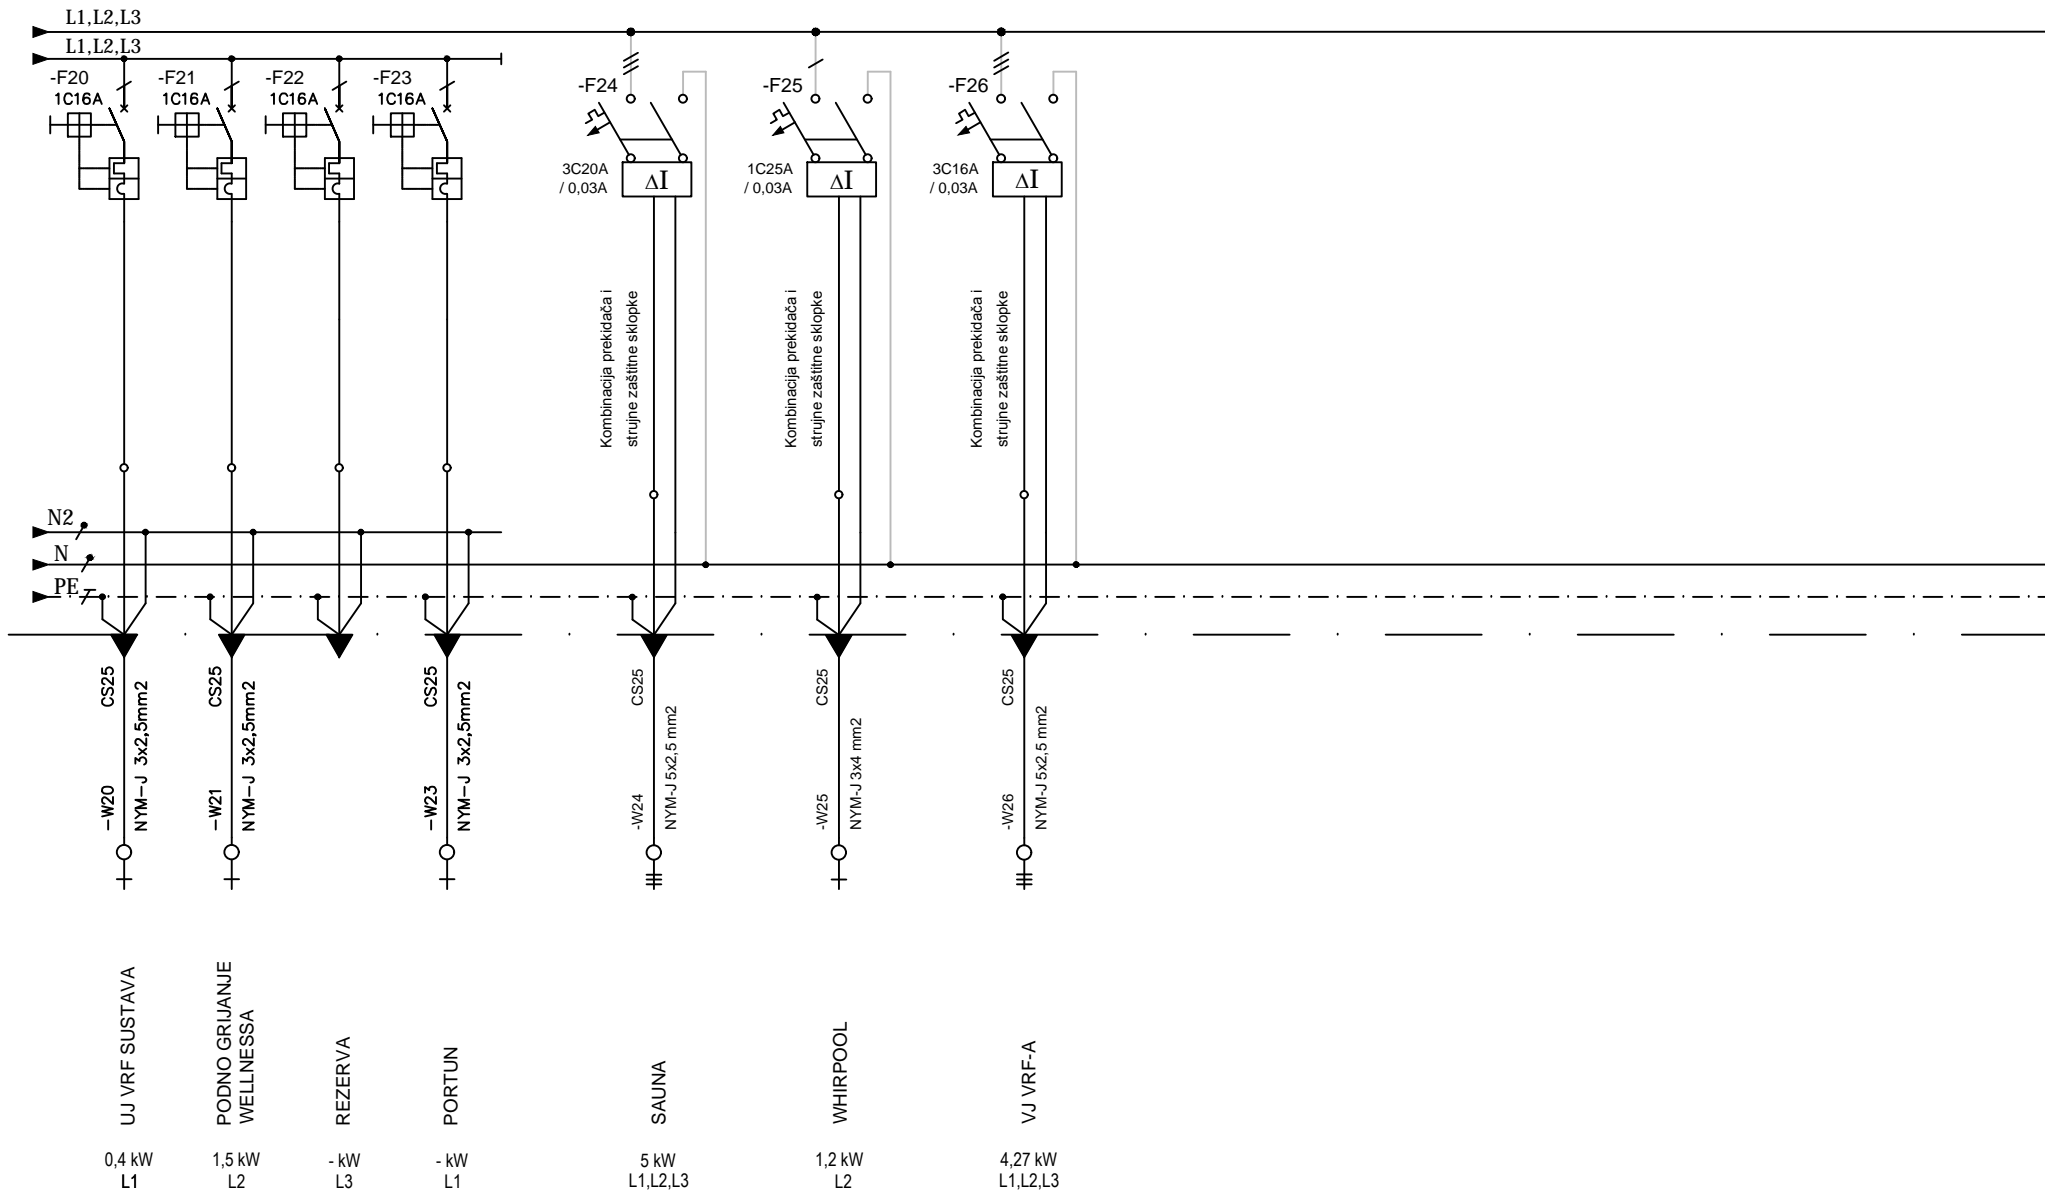 L1,L2,L3
L1,L2,L3
-F20
1C16A
-F21
1C16A
-F22
1C16A
-F23
1C16A
-F24
3C20A
/ 0,03A
ΔI
-F25
1C25A
/ 0,03A
ΔI
-F26
3C16A
/ 0,03A
ΔI
Kombinacija prekidača i
strujne zaštitne sklopke
Kombinacija prekidača i
strujne zaštitne sklopke
Kombinacija prekidača i
strujne zaštitne sklopke
N2
N
PE
CS25
-W20
NYM-J 3x2,5mm2
CS25
-W21
NYM-J 3x2,5mm2
CS25
-W23
NYM-J 3x2,5mm2
CS25
-W24
NYM-J 5x2,5 mm2
CS25
-W25
NYM-J 3x4 mm2
CS25
-W26
NYM-J 5x2,5 mm2
UJ VRF SUSTAVA
0,4 kW
L1
PODNO GRIJANJE
WELLNESSA
1,5 kW
L2
REZERVA
- kW
L3
PORTUN
- kW
L1
SAUNA
5 kW
L1,L2,L3
WHIRPOOL
1,2 kW
L2
VJ VRF-A
4,27 kW
L1,L2,L3